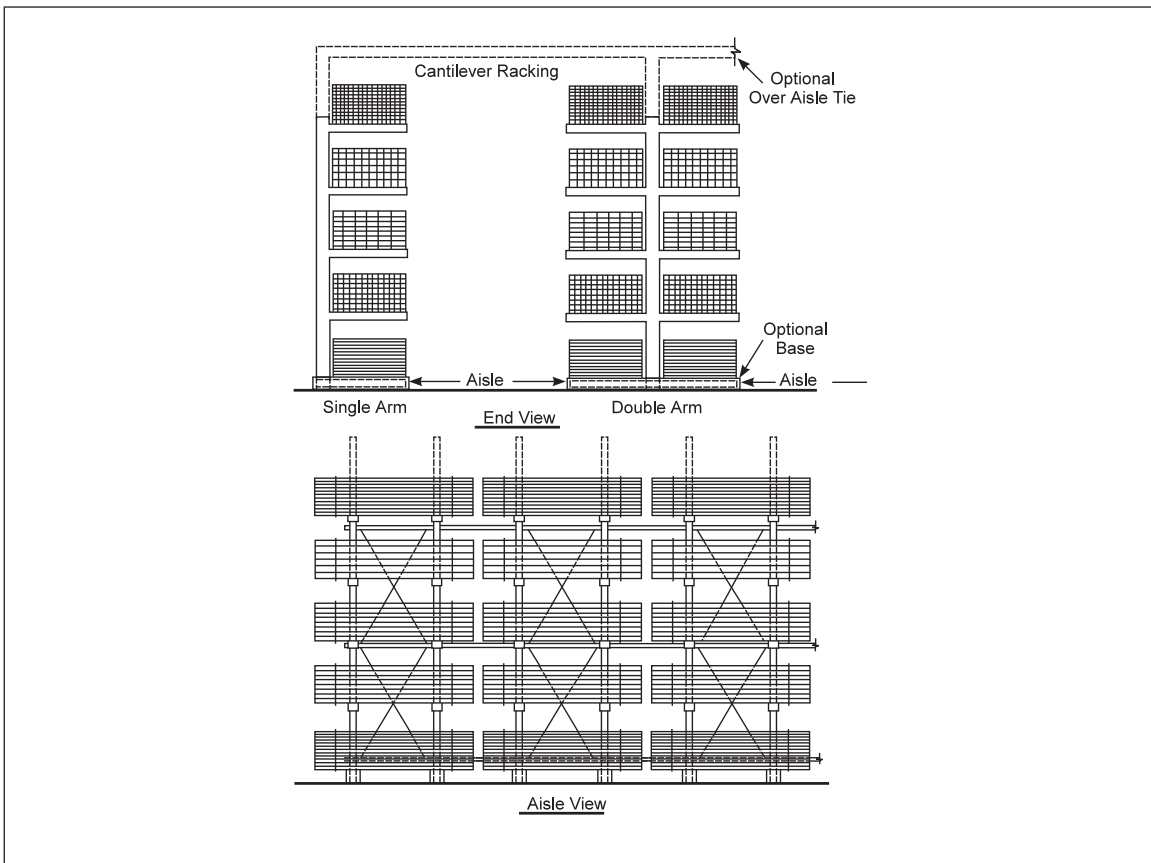 Cantilever Racking
Optional
Over Aisle Tie
Optional
Base
Aisle
Aisle
Single Arm
Double Arm
End View
Aisle View